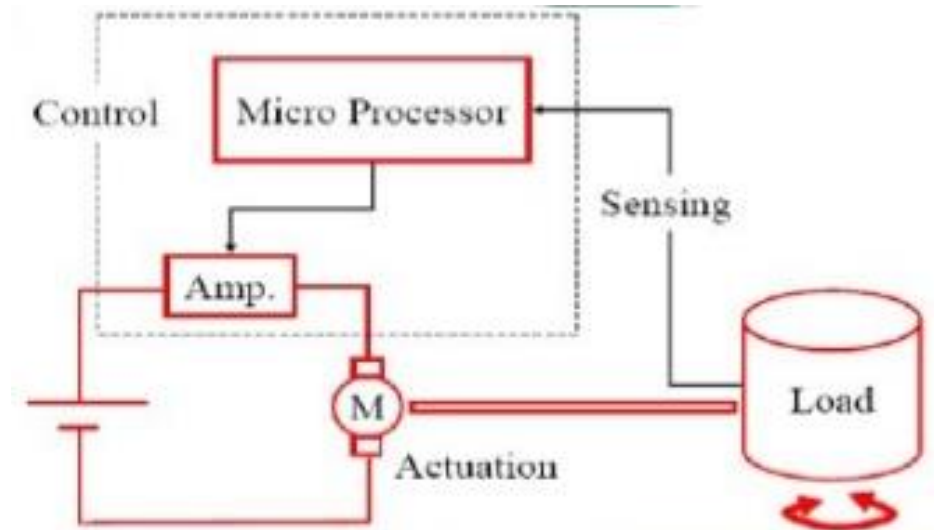 Micro Processor
Control
Sensing
Amp.
M
Load
Actuation